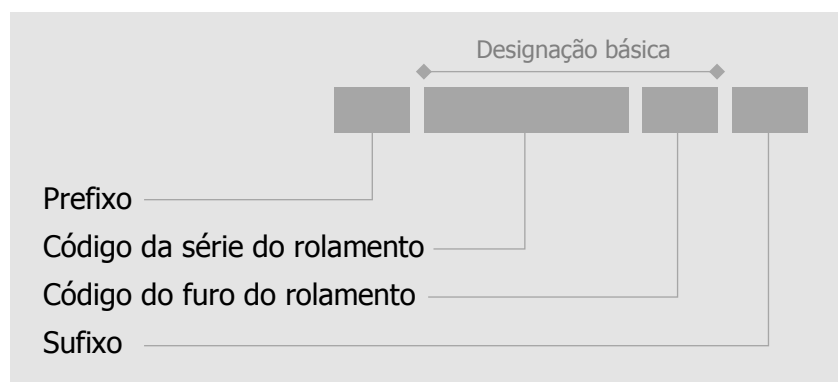 Designação básica
Prefixo
Código da série do rolamento
Código do furo do rolamento
Sufixo